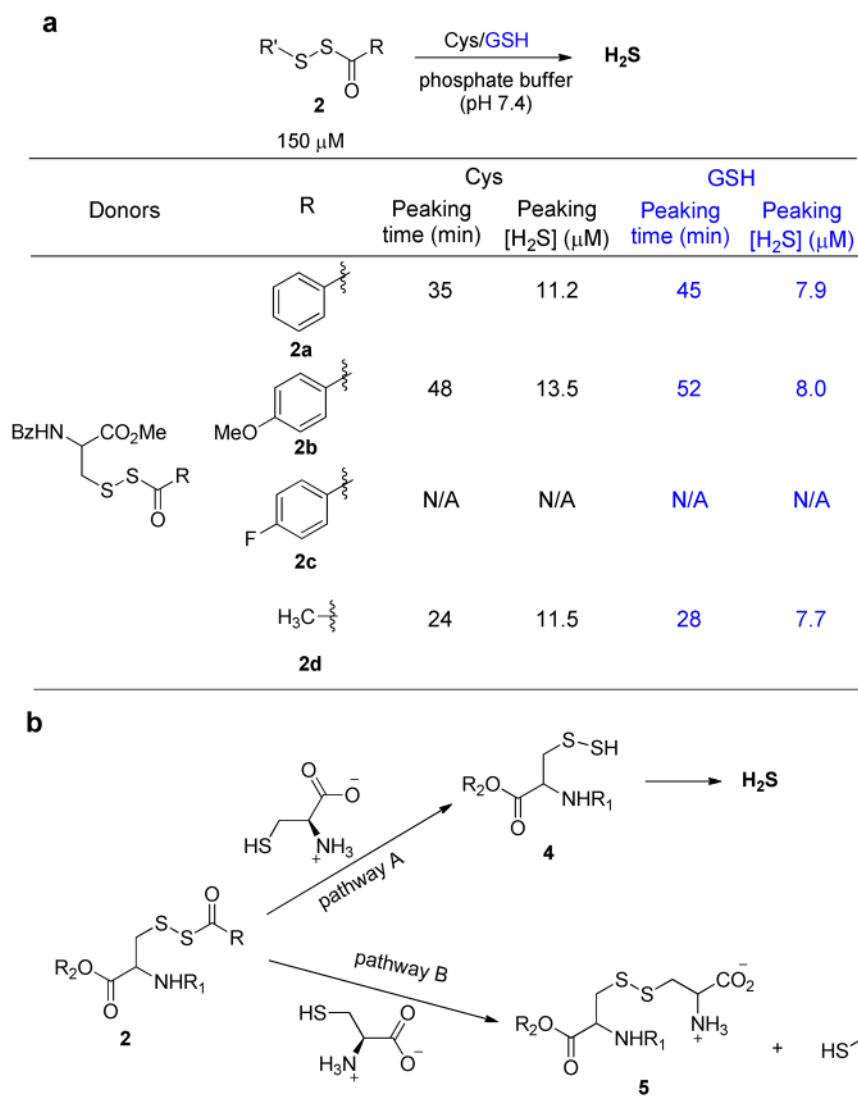 a
R' S S R O
2
150 μM
Cys/GSH
phosphate buffer
(pH 7.4)
H₂S
Cys GSH
Donors R Peaking time (min) Peaking [H₂S] (μM) Peaking time (min) Peaking [H₂S] (μM)
35 11.2 45 7.9
2a
MeO
48 13.5 52 8.0
2b
BzHN CO₂Me
S S R
O
F
N/A N/A N/A N/A
2c
H₃C
24 11.5 28 7.7
2d
b
HS O O⁻ NH₃ +
pathway A
S SH
R₂O NHR₁
O
4
H₂S
O
S S R
R₂O NHR₁
O
2
pathway B
HS O
H₃N + O⁻
S S CO₂⁻
R₂O NHR₁ NH₃ +
O
5
+
HS